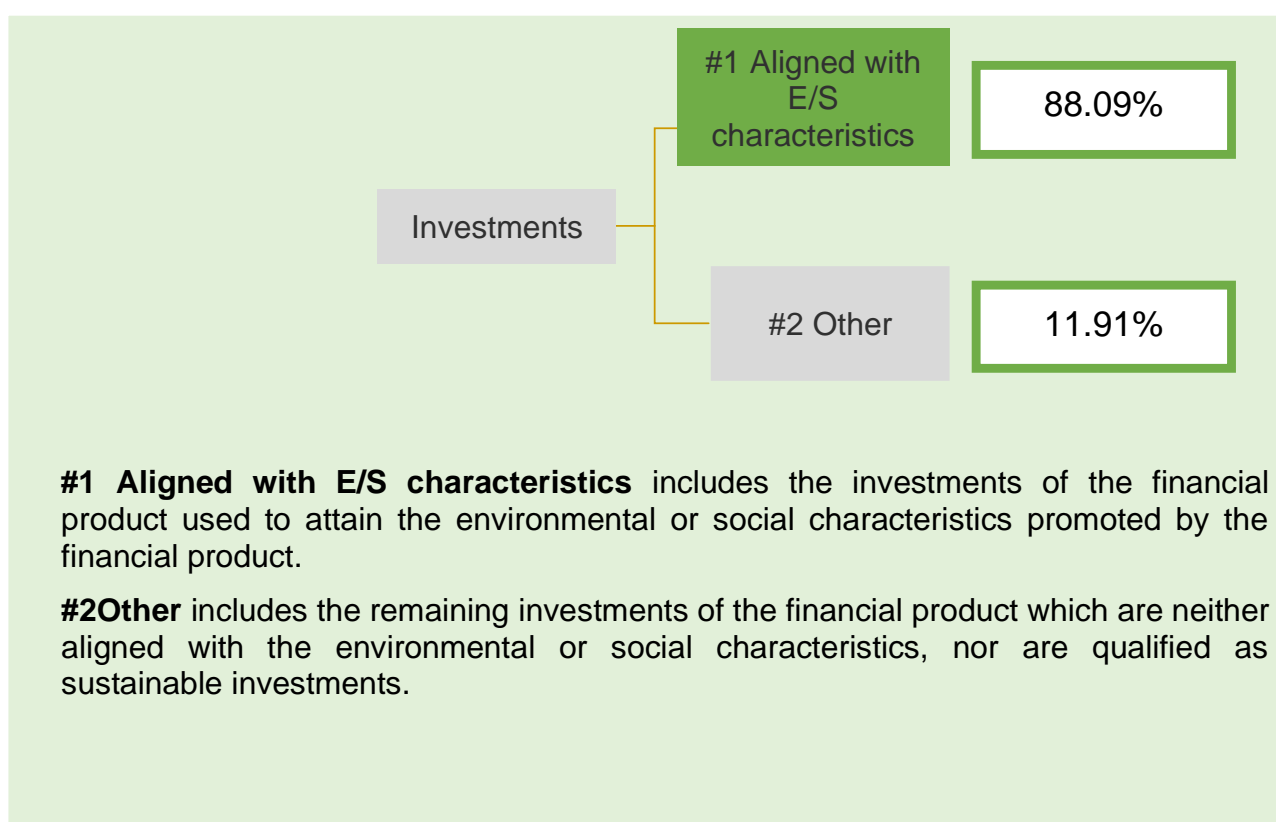 #1 Aligned with
E/S
characteristics
88.09%
Investments
#2 Other
11.91%
#1 Aligned with E/S characteristics includes the investments of the financial
product used to attain the environmental or social characteristics promoted by the
financial product.
#2Other includes the remaining investments of the financial product which are neither
aligned with the environmental or social characteristics, nor are qualified as
sustainable investments.